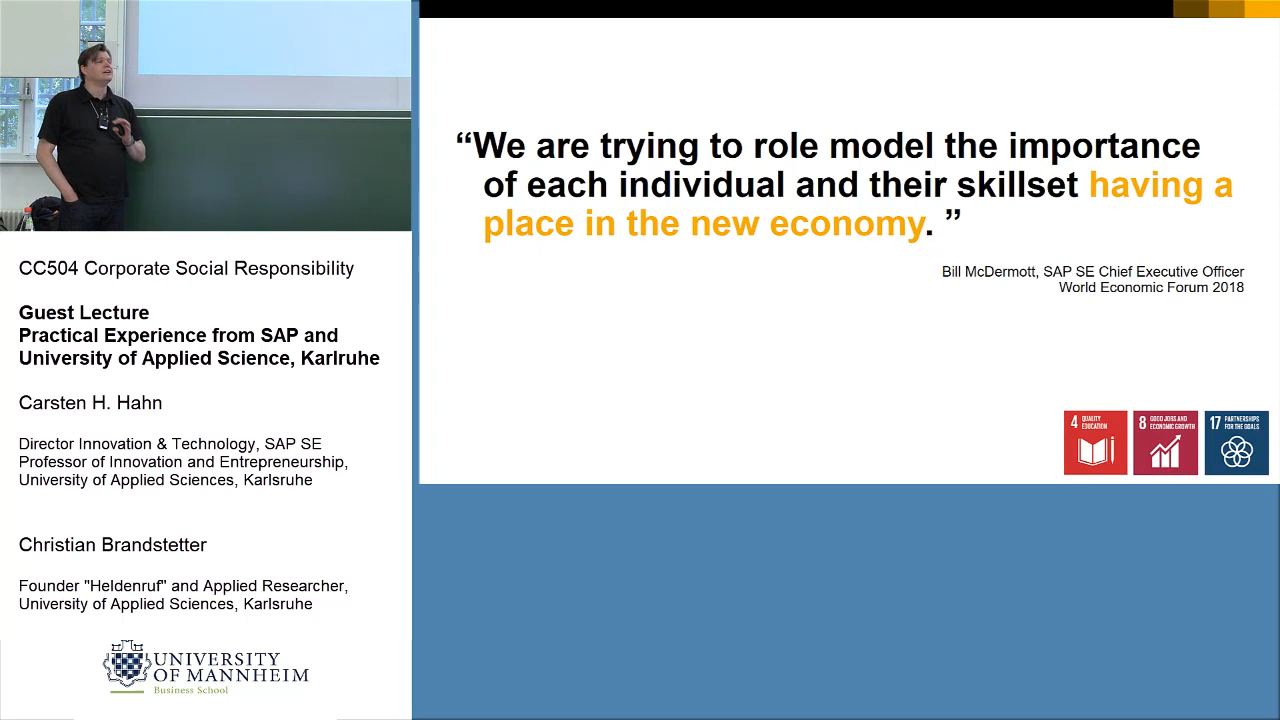 CC504 Corporate Social Responsibility
Guest Lecture
Practical Experience from SAP and
University of Applied Science, Karlsruhe
Carsten H. Hahn
Director Innovation & Technology, SAP SE
Professor of Innovation and Entrepreneurship,
University of Applied Sciences, Karlsruhe
Christian Brandstetter
Founder "Heldenruf" and Applied Researcher,
University of Applied Sciences, Karlsruhe
UNIVERSITY
OF MANNHEIM
Business School
“We are trying to role model the importance
of each individual and their skillset having a
place in the new economy. ”
Bill McDermott, SAP SE Chief Executive Officer
World Economic Forum 2018
4 QUALITY
EDUCATION
8 GOOD JOBS AND
ECONOMIC GROWTH
17 PARTNERSHIPS
FOR THE GOALS